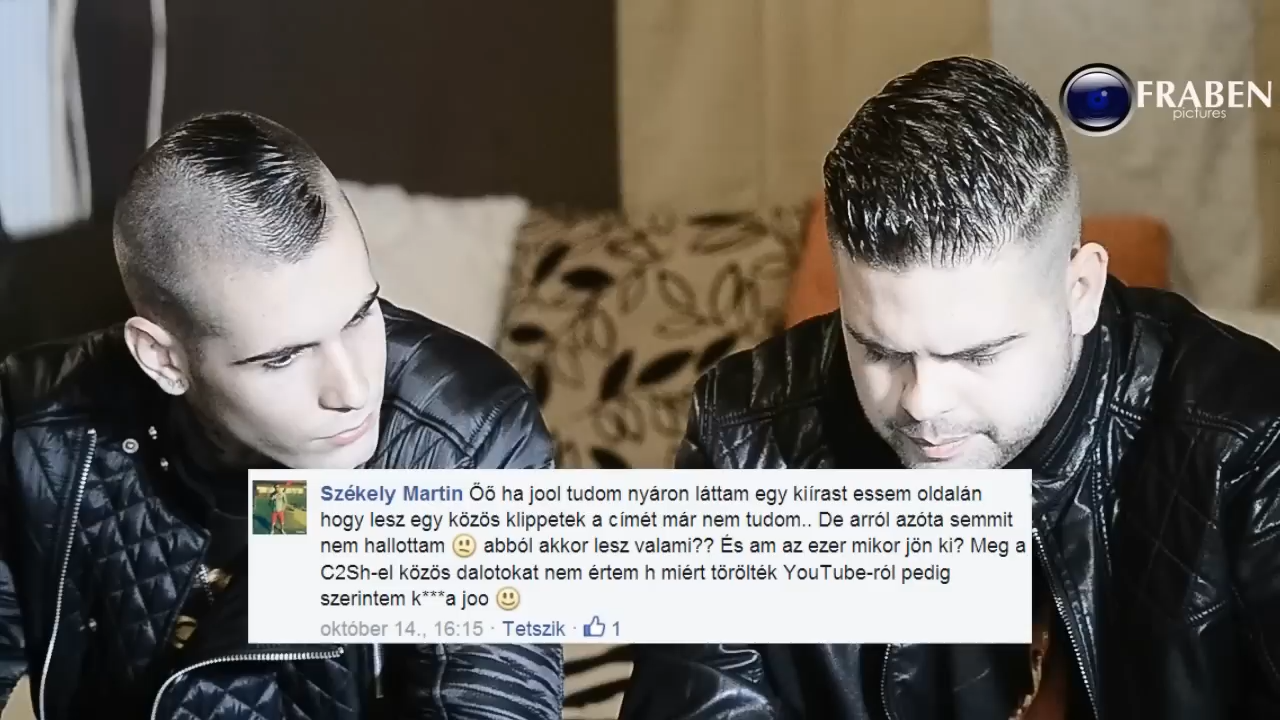 FRABEN
pictures
Székely Martin Öő ha jool tudom nyáron láttam egy kiírast essem oldalán
hogy lesz egy közös klippetek a címét már nem tudom.. De arról azóta semmit
nem hallottam abból akkor lesz valami?? És am az ezer mikor jön ki? Meg a
C2Sh-el közös dalotokat nem értem h miért törölték YouTube-ról pedig
szerintem k***a joo
október 14., 16:15 · Tetszik · 1